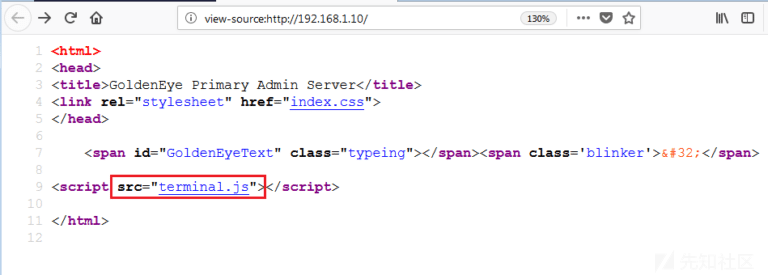 view-source:http://192.168.1.10/
130%
1 <html>
2 <head>
3 <title>GoldenEye Primary Admin Server</title>
4 <link rel="stylesheet" href="index.css">
5 </head>
6
7 <span id="GoldenEyeText" class="typeing"></span><span class='blinker'>&#32;</span>
8
9 <script src="terminal.js"></script>
10
11 </html>
12
先知社区